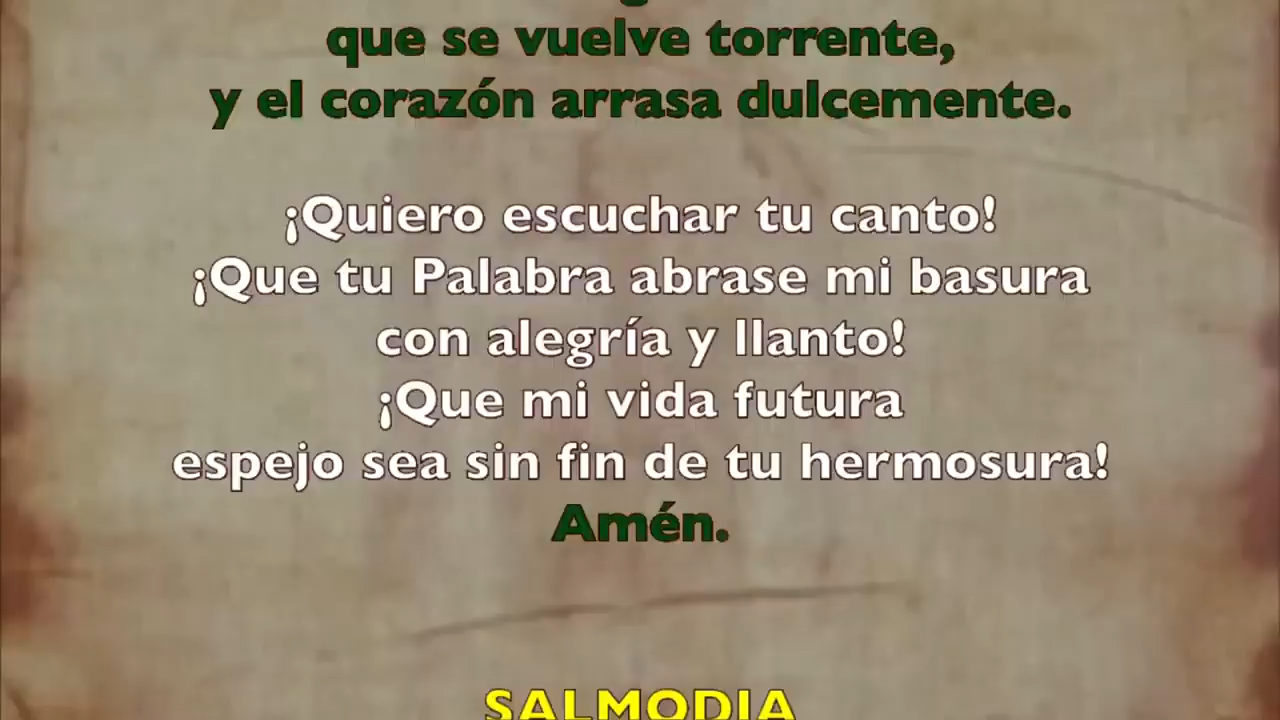 que se vuelve torrente,
y el corazón arrasa dulcemente.
¡Quiero escuchar tu canto!
¡Que tu Palabra abrase mi basura
con alegría y llanto!
¡Que mi vida futura
espejo sea sin fin de tu hermosura!
Amén.
SALMODIA